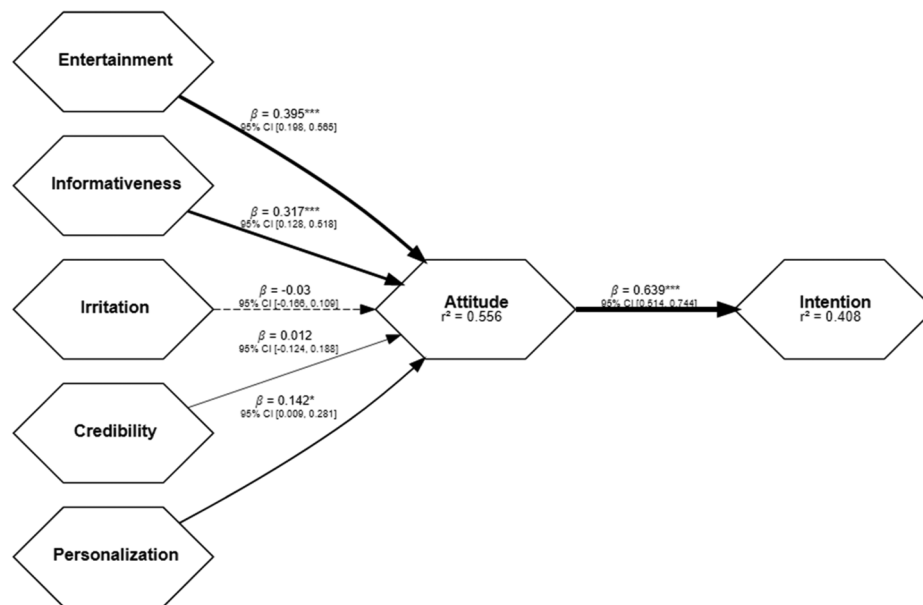 Entertainment
β = 0.395***
95% CI [0.198, 0.565]
Informativeness
β = 0.317***
95% CI [0.128, 0.518]
Irritation
β = -0.03
95% CI [-0.166, 0.109]
β = 0.012
95% CI [-0.124, 0.188]
Credibility
β = 0.142*
95% CI [0.009, 0.281]
Personalization
Attitude
r² = 0.556
β = 0.639***
95% CI [0.514, 0.744]
Intention
r² = 0.408